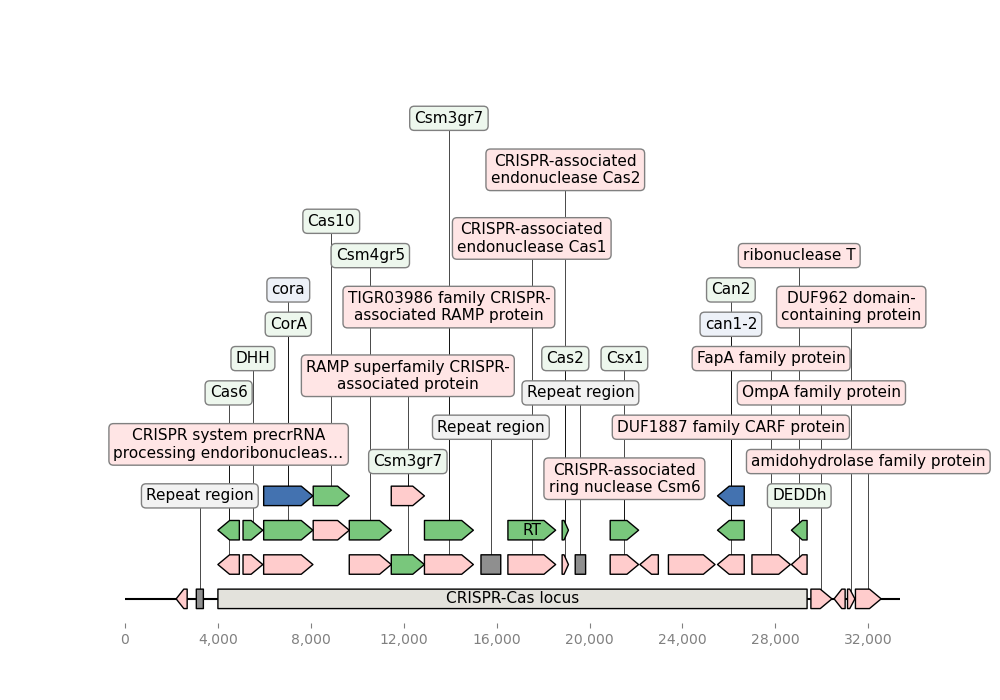 Csm3gr7
CRISPR-associated
endonuclease Cas2
Cas10
CRISPR-associated
endonuclease Cas1
Csm4gr5
ribonuclease T
cora
TIGR03986 family CRISPR-
associated RAMP protein
Can2
DUF962 domain-
containing protein
CorA
can1-2
DHH
RAMP superfamily CRISPR-
associated protein
Cas2
Csx1
FapA family protein
Cas6
Repeat region
OmpA family protein
CRISPR system precrRNA
processing endoribonucleas…
Repeat region
DUF1887 family CARF protein
Csm3gr7
CRISPR-associated
ring nuclease Csm6
amidohydrolase family protein
Repeat region
DEDDh
RT
CRISPR-Cas locus
0 4,000 8,000 12,000 16,000 20,000 24,000 28,000 32,000